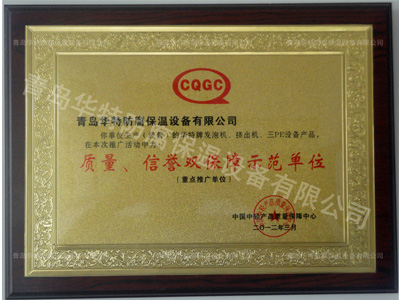 CQGC
青岛华特防腐保温设备有限公司
你单位生产(
的华特牌发泡机、挤出机、三PE设备产品,
在本次推广活动中为
质量、信誉双保障示范单位
(重点推广单位)
中国中轻产品质量保障中心
二〇一二年三月
青岛华特防腐保温设备有限公司